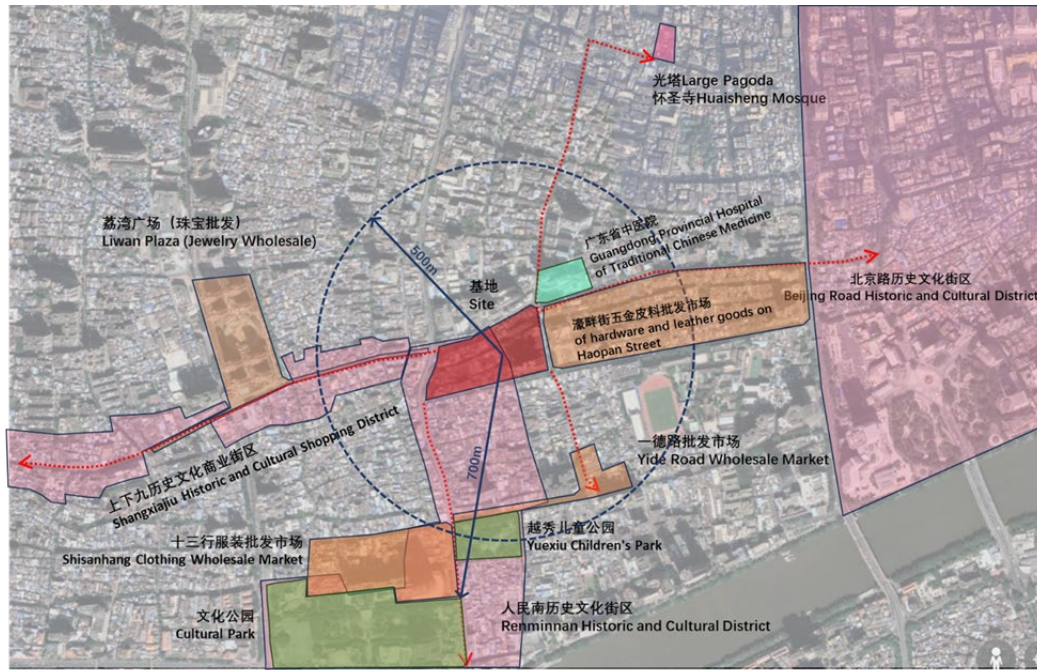 光塔Large Pagoda
怀圣寺Huaisheng Mosque
荔湾广场（珠宝批发）
Liwan Plaza (Jewelry Wholesale)
500m
广东省中医院
Guangdong Provincial Hospital
of Traditional Chinese Medicine
基地
Site
北京路历史文化街区
Beijing Road Historic and Cultural District
濠畔街五金皮料批发市场
of hardware and leather goods on
Haopan Street
上下九历史文化商业街区
Shangxiajiu Historic and Cultural Shopping District
700m
一德路批发市场
Yide Road Wholesale Market
十三行服装批发市场
Shisanhang Clothing Wholesale Market
越秀儿童公园
Yuexiu Children's Park
文化公园
Cultural Park
人民南历史文化街区
Renminnan Historic and Cultural District